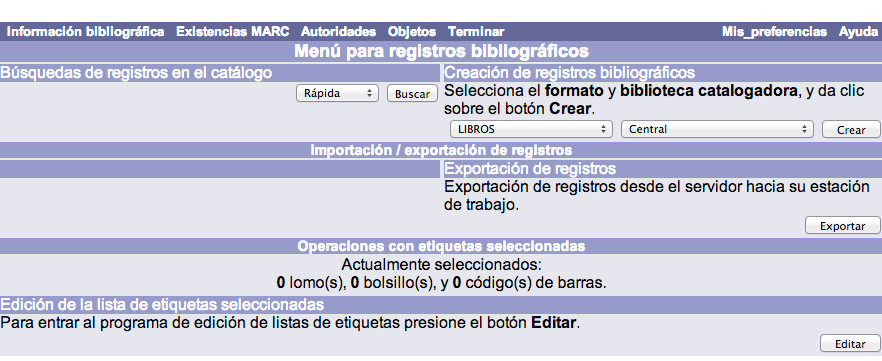 Información bibliográfica Existencias MARC Autoridades Objetos Terminar Mis_preferencias Ayuda
Menú para registros bibliográficos
Búsquedas de registros en el catálogo
Rápida Buscar
Creación de registros bibliográficos
Selecciona el formato y biblioteca catalogadora, y da clic
sobre el botón Crear.
LIBROS Central Crear
Importación / exportación de registros
Exportación de registros
Exportación de registros desde el servidor hacia su estación
de trabajo.
Exportar
Operaciones con etiquetas seleccionadas
Actualmente seleccionados:
0 lomo(s), 0 bolsillo(s), y 0 código(s) de barras.
Edición de la lista de etiquetas seleccionadas
Para entrar al programa de edición de listas de etiquetas presione el botón Editar.
Editar